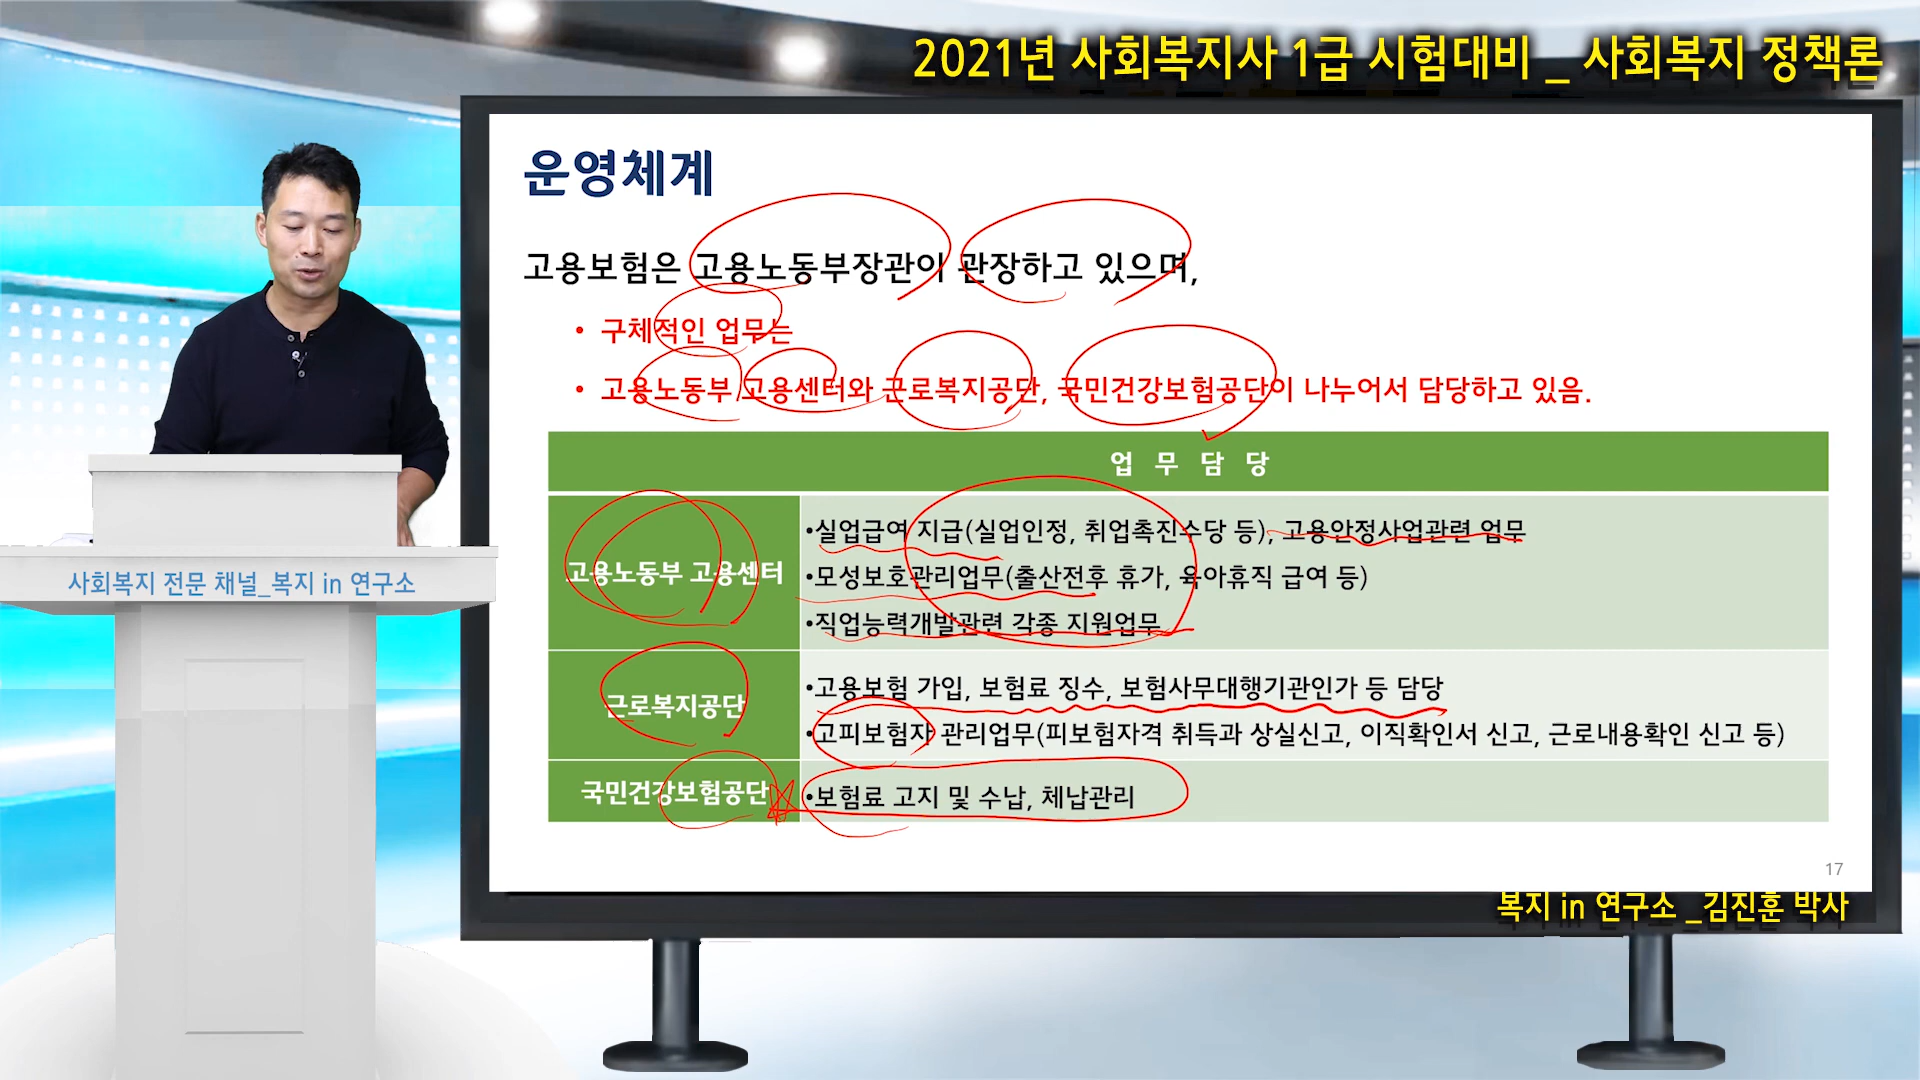 2021년 사회복지사 1급 시험대비 _ 사회복지 정책론
운영체계
고용보험은 고용노동부장관이 관장하고 있으며,
• 구체적인 업무는
• 고용노동부 고용센터와 근로복지공단, 국민건강보험공단이 나누어서 담당하고 있음.
업 무 담 당
고용노동부 고용센터
•실업급여 지급(실업인정, 취업촉진수당 등), 고용안정사업관련 업무
•모성보호관리업무(출산전후 휴가, 육아휴직 급여 등)
•직업능력개발관련 각종 지원업무
근로복지공단
•고용보험 가입, 보험료 징수, 보험사무대행기관인가 등 담당
•고피보험자 관리업무(피보험자격 취득과 상실신고, 이직확인서 신고, 근로내용확인 신고 등)
국민건강보험공단
•보험료 고지 및 수납, 체납관리
17
사회복지 전문 채널_복지 in 연구소
복지 in 연구소 _김진훈 박사